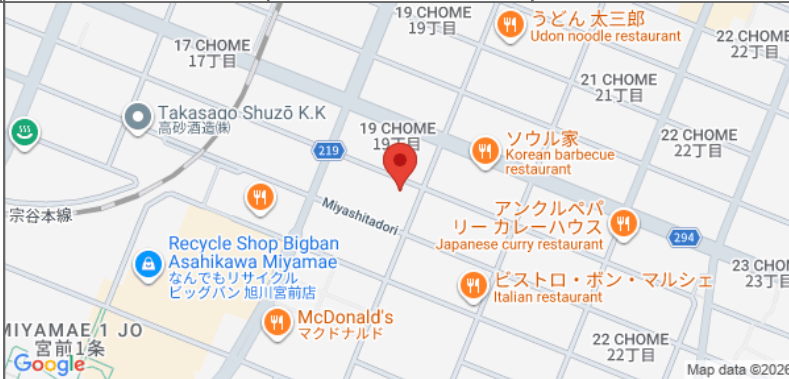 19 CHOME
19丁目
うどん 太三郎
Udon noodle restaurant
22 CHOME
22丁目
17 CHOME
17丁目
21 CHOME
21丁目
Takasago Shuzō K.K
高砂酒造㈱
19 CHOME
19丁目
219
ソウル家
Korean barbecue
restaurant
22 CHOME
22丁目
宗谷本線
Miyashitadori
アンクルペパ
リー カレーハウス
Japanese curry restaurant
294
Recycle Shop Bigban
Asahikawa Miyamae
なんでもリサイクル
ビッグバン 旭川宮前店
23 CHOME
23丁目
ビストロ・ボン・マルシェ
Italian restaurant
McDonald's
マクドナルド
MIYAMAE 1 JO
宮前1条
22 CHOME
22丁目
Google
Map data ©2026